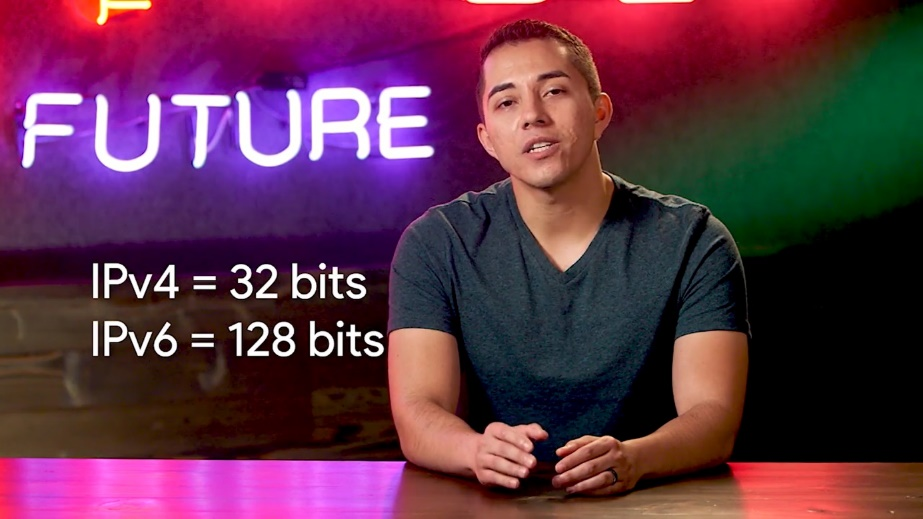 FUTURE
IPv4 = 32 bits
IPv6 = 128 bits